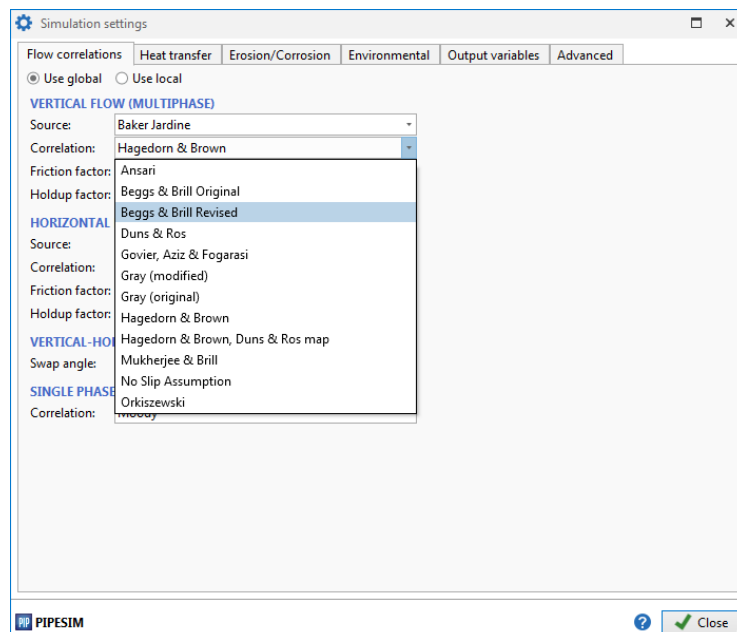 Simulation settings
Flow correlations Heat transfer Erosion/Corrosion Environmental Output variables Advanced
Use global Use local
VERTICAL FLOW (MULTIPHASE)
Source: Baker Jardine
Correlation: Hagedorn & Brown
Friction factor: Ansari
Holdup factor: Beggs & Brill Original
Beggs & Brill Revised
HORIZONTAL
Duns & Ros
Source:
Govier, Aziz & Fogarasi
Correlation:
Gray (modified)
Friction factor:
Gray (original)
Holdup factor:
Hagedorn & Brown
VERTICAL-HO
Hagedorn & Brown, Duns & Ros map
Swap angle:
Mukherjee & Brill
No Slip Assumption
SINGLE PHASE
Orkiszewski
Correlation: Moody
PIP PIPESIM ? Close